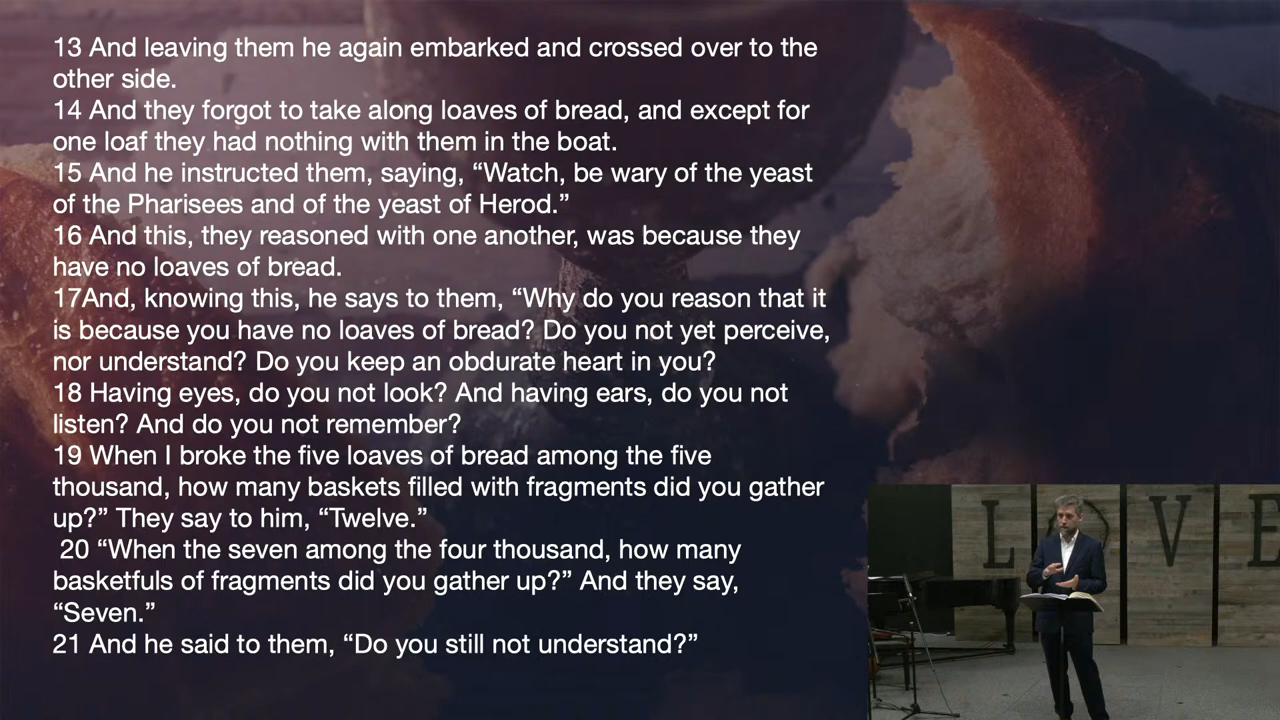 13 And leaving them he again embarked and crossed over to the
other side.
14 And they forgot to take along loaves of bread, and except for
one loaf they had nothing with them in the boat.
15 And he instructed them, saying, “Watch, be wary of the yeast
of the Pharisees and of the yeast of Herod.”
16 And this, they reasoned with one another, was because they
have no loaves of bread.
17And, knowing this, he says to them, “Why do you reason that it
is because you have no loaves of bread? Do you not yet perceive,
nor understand? Do you keep an obdurate heart in you?
18 Having eyes, do you not look? And having ears, do you not
listen? And do you not remember?
19 When I broke the five loaves of bread among the five
thousand, how many baskets filled with fragments did you gather
up?” They say to him, “Twelve.”
20 “When the seven among the four thousand, how many
basketfuls of fragments did you gather up?” And they say,
“Seven.”
21 And he said to them, “Do you still not understand?”
LOVE